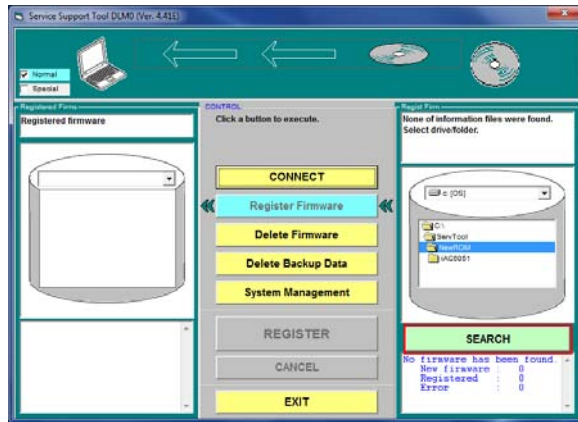 Service Support Tool DLM0 (Ver. 4.41E)
Normal
Special
Registered Firm
Registered firmware
CONTROL
Click a button to execute.
CONNECT
Register Firmware
Delete Firmware
Delete Backup Data
System Management
REGISTER
CANCEL
EXIT
Regist Firm
None of information files were found.
Select drive/folder.
c: [OS]
C:\
ServTool
NewROM
iAC6051
SEARCH
No firmware has been found.
New firmware : 0
Registered : 0
Error : 0